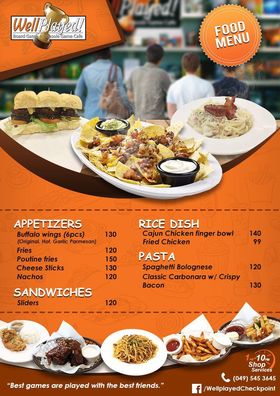 Well Played!
FOOD
MENU
APPETIZERS
Buffalo wings (6pcs) 130
(Original, Hot, Garlic Parmesan)
Fries 120
Poutine fries 150
Cheese Sticks 130
Nachos 120
SANDWICHES
Sliders 120
RICE DISH
Cajun Chicken finger bowl 140
Fried Chicken 99
PASTA
Spaghetti Bolognese 120
Classic Carbonara w/ Crispy
Bacon 130
Shop
Services
(049) 545 3645
/WellplayedCheckpoint
"Best games are played with the best friends."